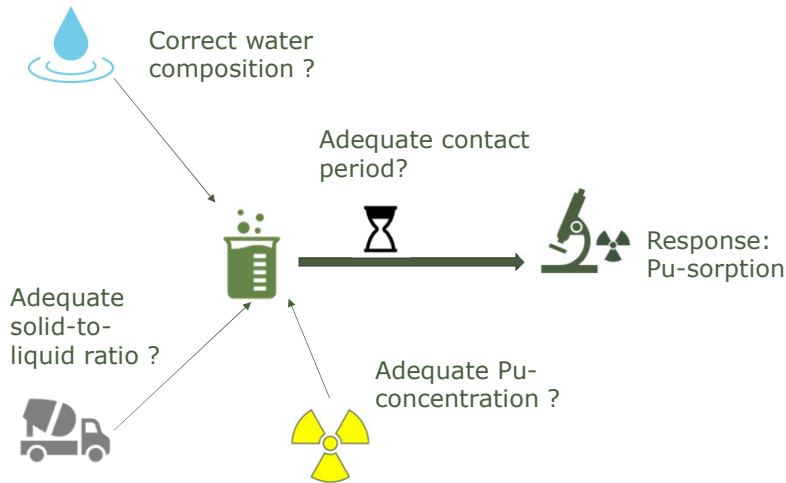 Correct water
composition ?
Adequate contact
period?
Response:
Pu-sorption
Adequate
solid-to-
liquid ratio ?
Adequate Pu-
concentration ?